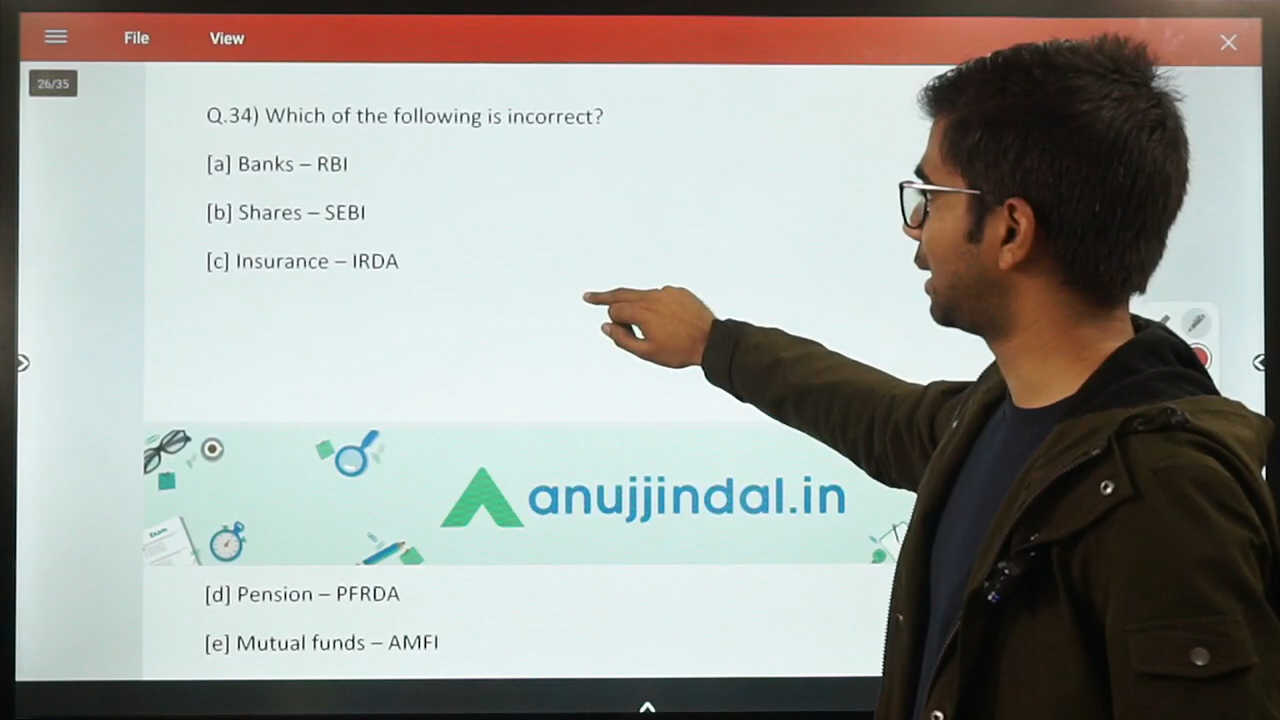 File View
26/35
Q.34) Which of the following is incorrect?
[a] Banks – RBI
[b] Shares – SEBI
[c] Insurance – IRDA
Exam
anujjindal.in
[d] Pension – PFRDA
[e] Mutual funds – AMFI